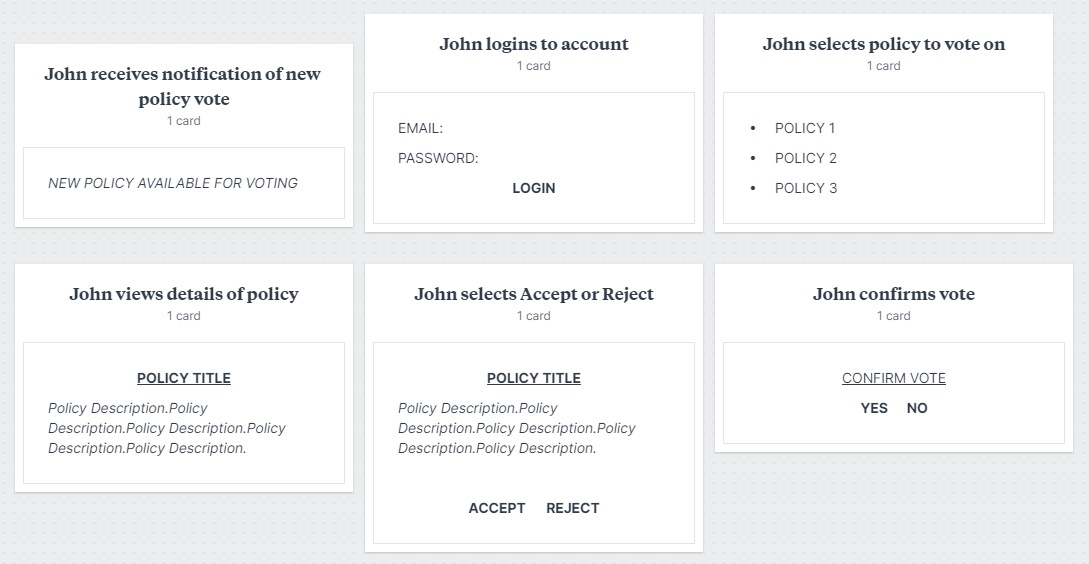 John receives notification of new
policy vote
1 card
NEW POLICY AVAILABLE FOR VOTING
John logins to account
1 card
EMAIL:
PASSWORD:
LOGIN
John selects policy to vote on
1 card
• POLICY 1
• POLICY 2
• POLICY 3
John views details of policy
1 card
POLICY TITLE
Policy Description.Policy
Description.Policy Description.Policy
Description.Policy Description.
John selects Accept or Reject
1 card
POLICY TITLE
Policy Description.Policy
Description.Policy Description.Policy
Description.Policy Description.
ACCEPT REJECT
John confirms vote
1 card
CONFIRM VOTE
YES NO